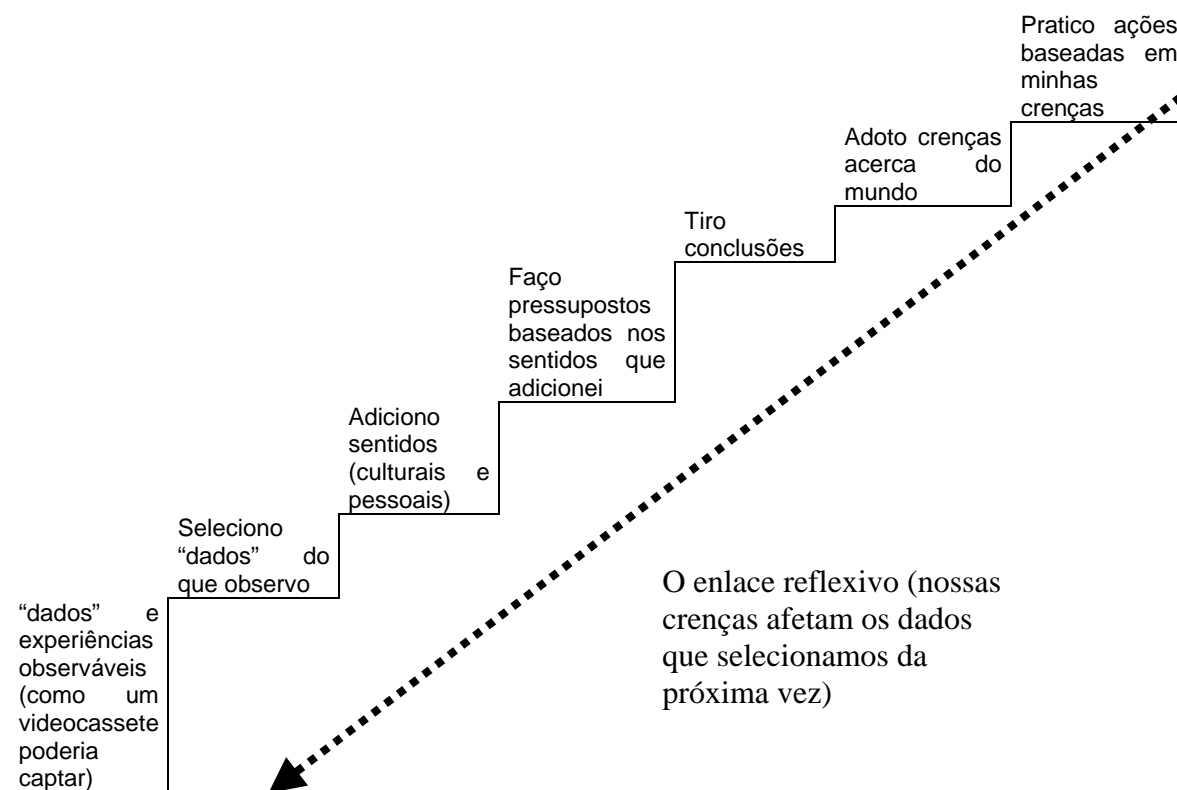 “dados” e
experiências
observáveis
(como um
videocassete
poderia
captar)
Seleciono
“dados” do
que observo
Adiciono
sentidos
(culturais e
pessoais)
Faço
pressupostos
baseados nos
sentidos que
adicionei
Tiro
conclusões
Adoto crenças
acerca do
mundo
Pratico ações
baseadas em
minhas
crenças
O enlace reflexivo (nossas
crenças afetam os dados
que selecionamos da
próxima vez)